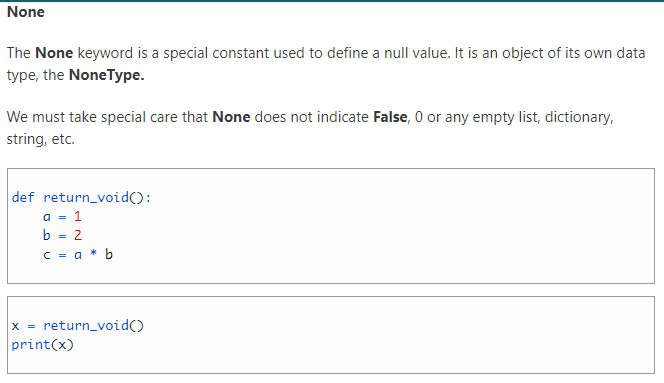 None
The None keyword is a special constant used to define a null value. It is an object of its own data
type, the NoneType.
We must take special care that None does not indicate False, 0 or any empty list, dictionary,
string, etc.
def return_void():
    a = 1
    b = 2
    c = a * b
x = return_void()
print(x)